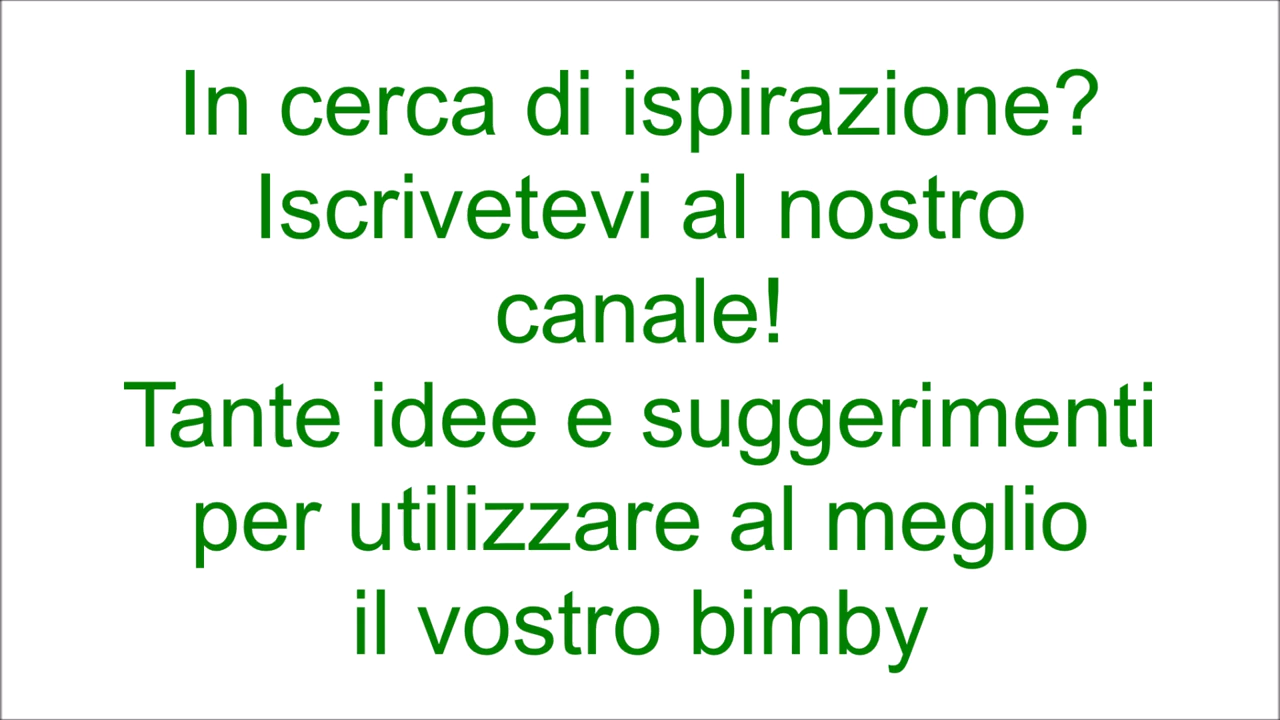 In cerca di ispirazione?
Iscrivetevi al nostro
canale!
Tante idee e suggerimenti
per utilizzare al meglio
il vostro bimby